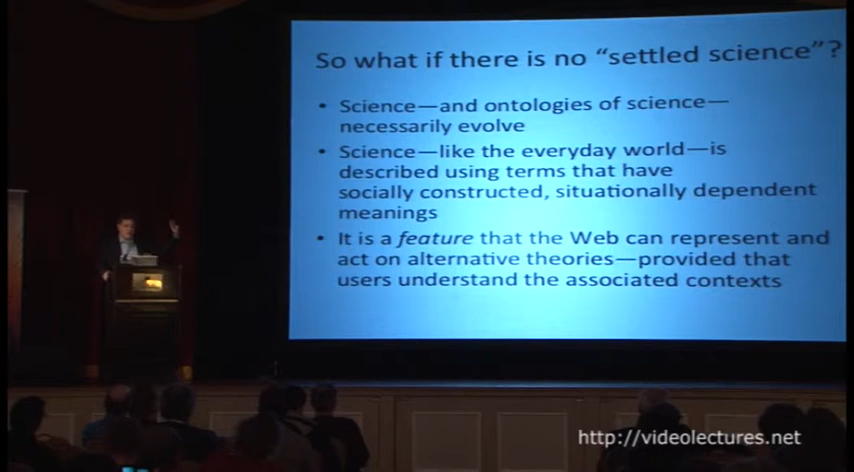 So what if there is no “settled science”?
• Science—and ontologies of science—
necessarily evolve
• Science—like the everyday world—is
described using terms that have
socially constructed, situationally dependent
meanings
• It is a feature that the Web can represent and
act on alternative theories—provided that
users understand the associated contexts
http://videolectures.net